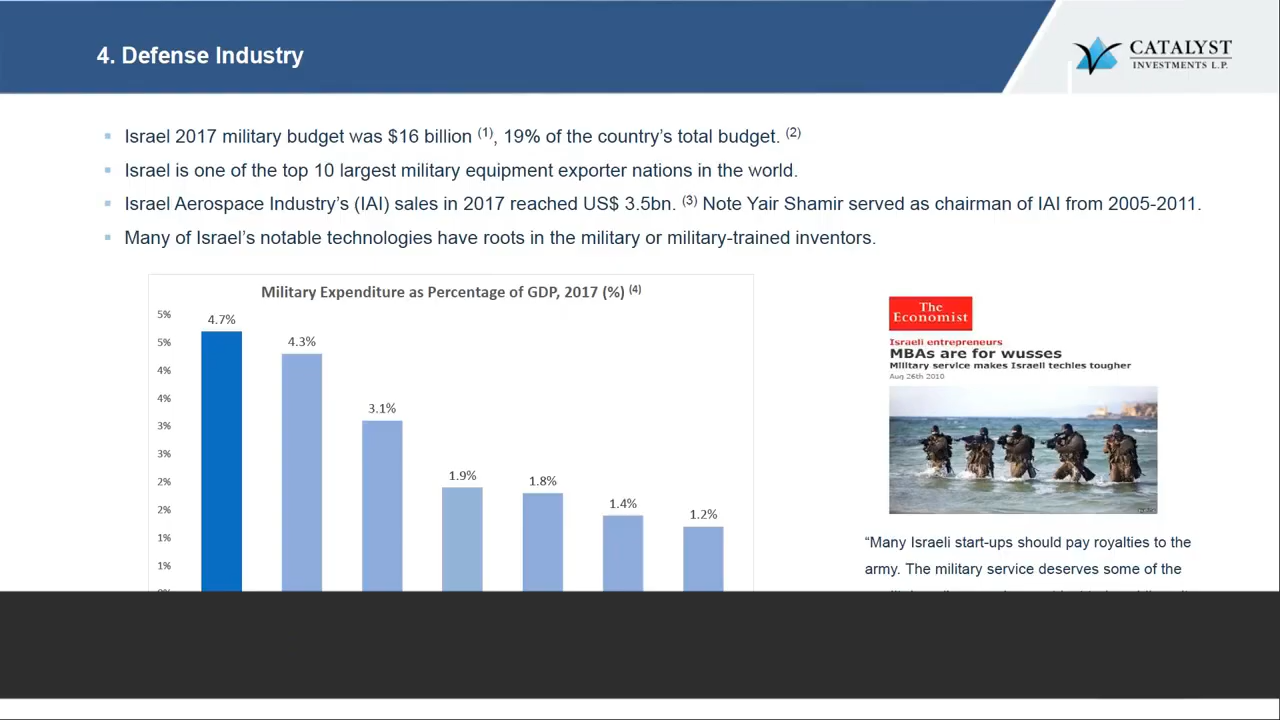 4. Defense Industry
CATALYST
INVESTMENTS L.P.
Israel 2017 military budget was $16 billion (1), 19% of the country’s total budget. (2)
Israel is one of the top 10 largest military equipment exporter nations in the world.
Israel Aerospace Industry’s (IAI) sales in 2017 reached US$ 3.5bn. (3) Note Yair Shamir served as chairman of IAI from 2005-2011.
Many of Israel’s notable technologies have roots in the military or military-trained inventors.
Military Expenditure as Percentage of GDP, 2017 (%) (4)
5%
5%
4%
4%
3%
3%
2%
2%
1%
1%
4.7%
4.3%
3.1%
1.9%
1.8%
1.4%
1.2%
The
Economist
Israeli entrepreneurs
MBAs are for wusses
Military service makes Israeli techies tougher
Aug 26th 2010
“Many Israeli start-ups should pay royalties to the
army. The military service deserves some of the